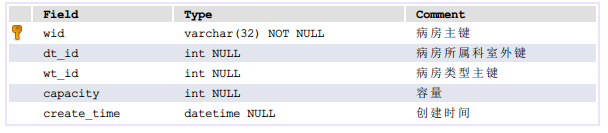 Field Type Comment
wid varchar(32) NOT NULL 病房主键
dt_id int NULL 病房所属科室外键
wt_id int NULL 病房类型主键
capacity int NULL 容量
create_time datetime NULL 创建时间